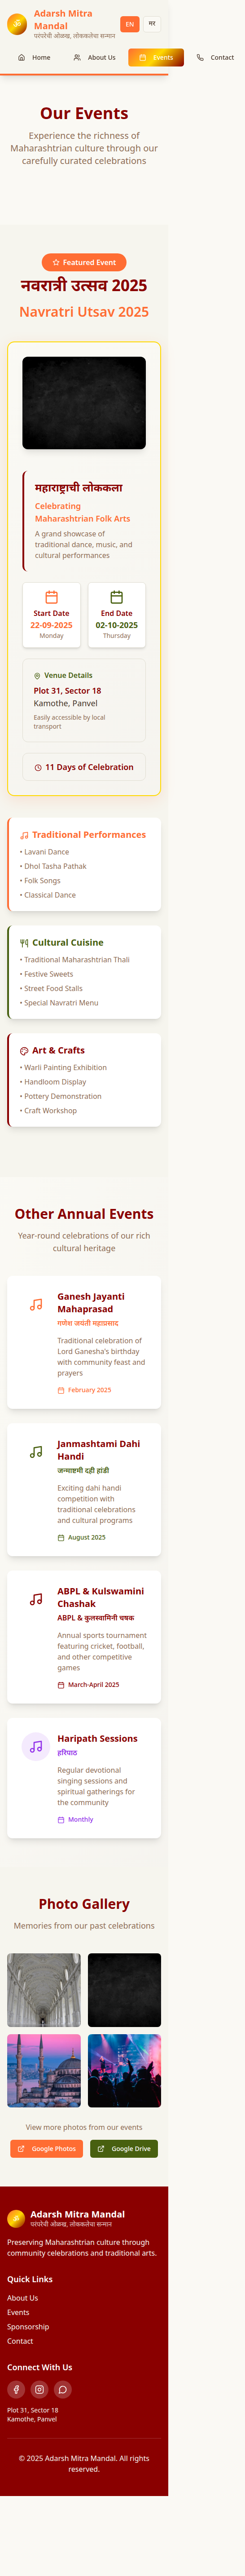 Adarsh Mitra
Mandal
परंपरेची ओळख, लोककलेचा सन्मान
EN
मर
Home
About Us
Events
Contact
Our Events
Experience the richness of
Maharashtrian culture through our
carefully curated celebrations
Featured Event
नवरात्री उत्सव 2025
Navratri Utsav 2025
महाराष्ट्राची लोककला
Celebrating
Maharashtrian Folk Arts
A grand showcase of
traditional dance, music, and
cultural performances
Start Date
22-09-2025
Monday
End Date
02-10-2025
Thursday
Venue Details
Plot 31, Sector 18
Kamothe, Panvel
Easily accessible by local
transport
11 Days of Celebration
Traditional Performances
• Lavani Dance
• Dhol Tasha Pathak
• Folk Songs
• Classical Dance
Cultural Cuisine
• Traditional Maharashtrian Thali
• Festive Sweets
• Street Food Stalls
• Special Navratri Menu
Art & Crafts
• Warli Painting Exhibition
• Handloom Display
• Pottery Demonstration
• Craft Workshop
Other Annual Events
Year-round celebrations of our rich
cultural heritage
Ganesh Jayanti
Mahaprasad
गणेश जयंती महाप्रसाद
Traditional celebration of
Lord Ganesha's birthday
with community feast and
prayers
February 2025
Janmashtami Dahi
Handi
जन्माष्टमी दही हांडी
Exciting dahi handi
competition with
traditional celebrations
and cultural programs
August 2025
ABPL & Kulswamini
Chashak
ABPL & कुलस्वामिनी चषक
Annual sports tournament
featuring cricket, football,
and other competitive
games
March-April 2025
Haripath Sessions
हरिपाठ
Regular devotional
singing sessions and
spiritual gatherings for
the community
Monthly
Photo Gallery
Memories from our past celebrations
View more photos from our events
Google Photos
Google Drive
Adarsh Mitra Mandal
परंपरेची ओळख, लोककलेचा सन्मान
Preserving Maharashtrian culture through
community celebrations and traditional arts.
Quick Links
About Us
Events
Sponsorship
Contact
Connect With Us
Plot 31, Sector 18
Kamothe, Panvel
© 2025 Adarsh Mitra Mandal. All rights
reserved.